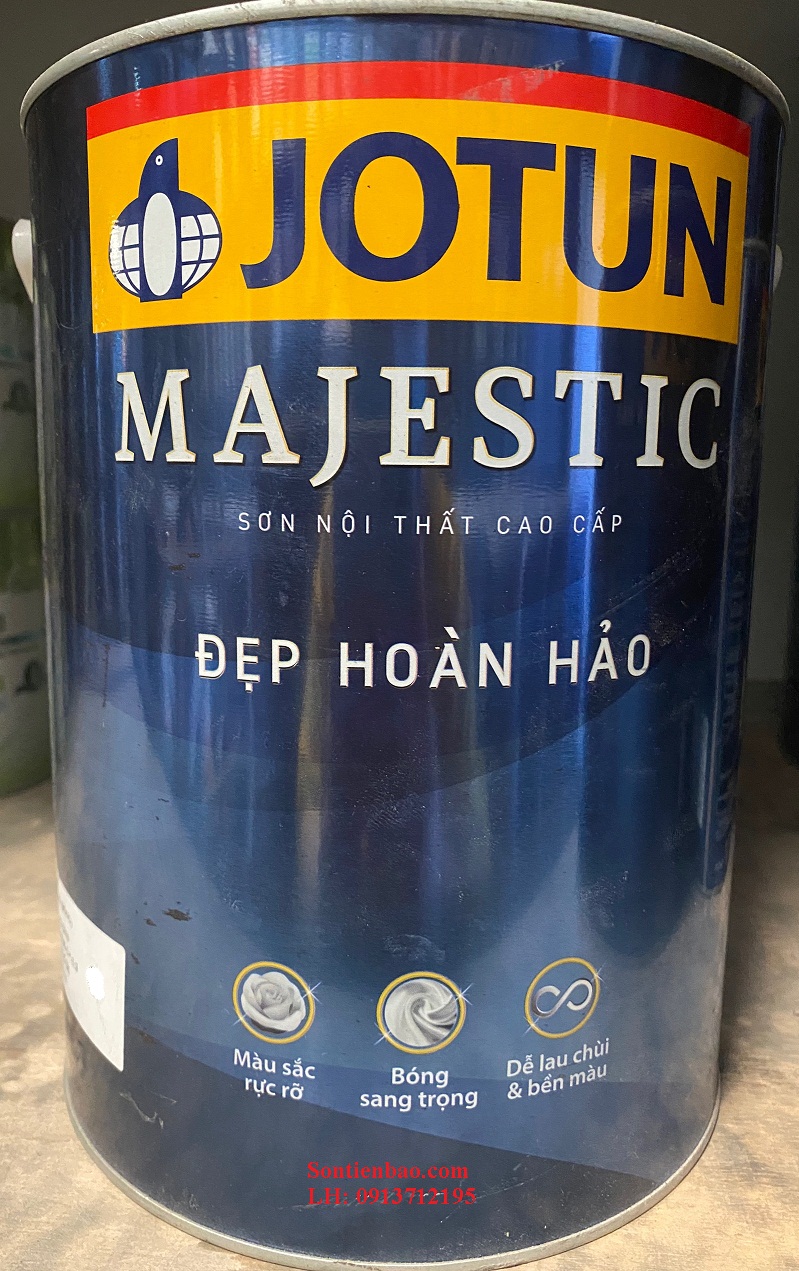 JOTUN
MAJESTIC
SƠN NỘI THẤT CAO CẤP
ĐẸP HOÀN HẢO
Màu sắc
rực rỡ
Bóng
sang trọng
Dễ lau chùi
& bền màu
Sontienbao.com
LH: 0913712195